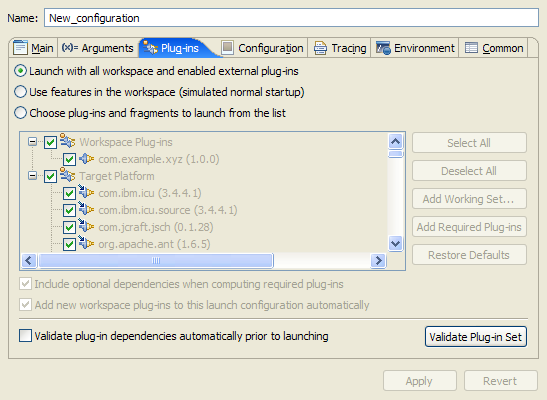 Name: New_configuration
Main (x)= Arguments Plug-ins Configuration Tracing Environment Common
Launch with all workspace and enabled external plug-ins
Use features in the workspace (simulated normal startup)
Choose plug-ins and fragments to launch from the list
Workspace Plug-ins
com.example.xyz (1.0.0)
Target Platform
com.ibm.icu (3.4.4.1)
com.ibm.icu.source (3.4.4.1)
com.jcraft.jsch (0.1.28)
org.apache.ant (1.6.5)
Select All
Deselect All
Add Working Set...
Add Required Plug-ins
Restore Defaults
Include optional dependencies when computing required plug-ins
Add new workspace plug-ins to this launch configuration automatically
Validate plug-in dependencies automatically prior to launching
Validate Plug-in Set
Apply Revert